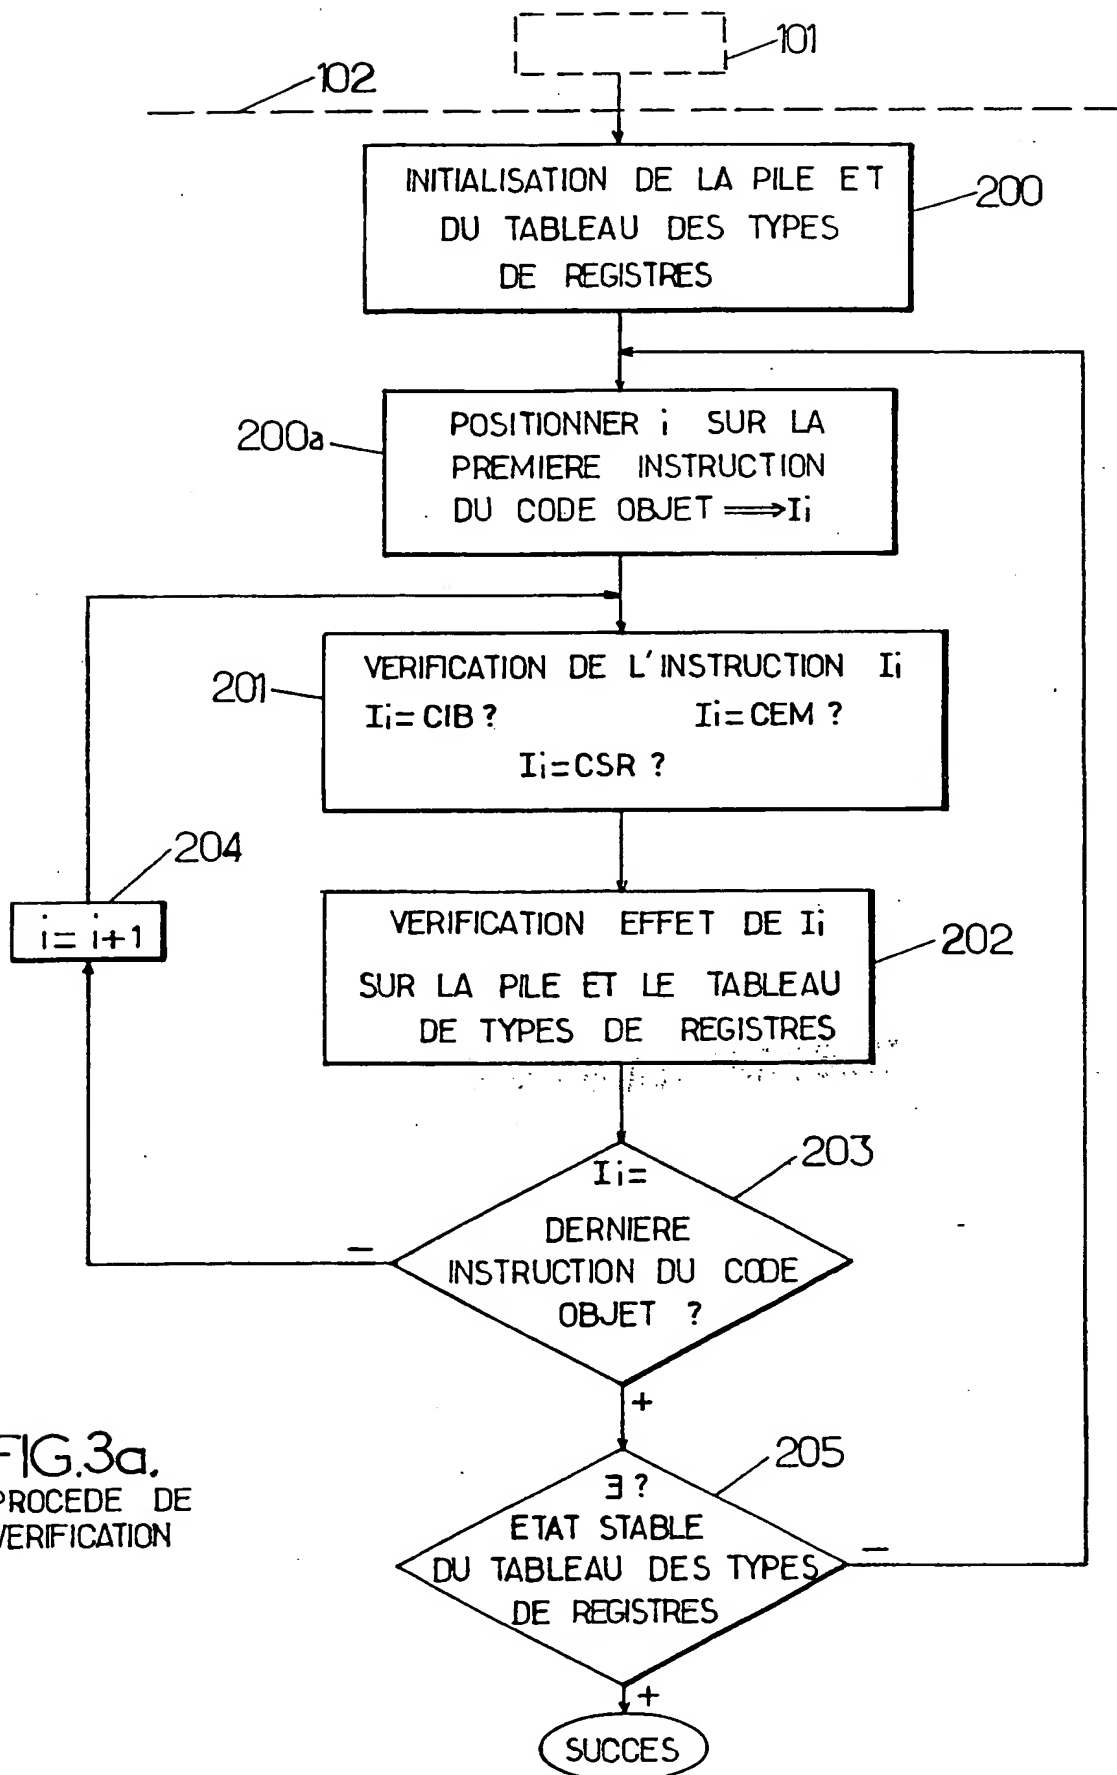 101
102
INITIALISATION DE LA PILE ET
DU TABLEAU DES TYPES
DE REGISTRES
200
200a
POSITIONNER i SUR LA
PREMIERE INSTRUCTION
DU CODE OBJET ⟹ Ii
201
VERIFICATION DE L'INSTRUCTION Ii
Ii=CIB ? Ii=CEM ?
Ii=CSR ?
204
i= i+1
VERIFICATION EFFET DE Ii
SUR LA PILE ET LE TABLEAU
DE TYPES DE REGISTRES
202
203
Ii=
DERNIERE
INSTRUCTION DU CODE
OBJET ?
−
+
FIG.3a.
PROCEDE DE
VERIFICATION
205
∃ ?
ETAT STABLE
DU TABLEAU DES TYPES
DE REGISTRES
−
+
SUCCES